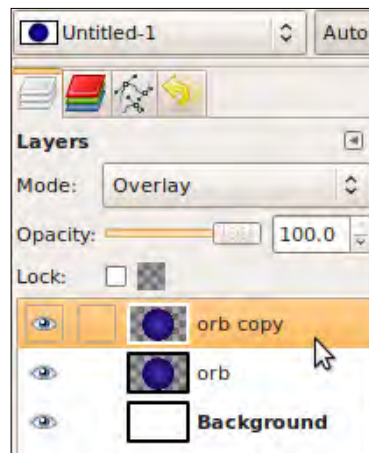 Untitled-1 Auto
Layers
Mode: Overlay
Opacity: 100.0
Lock:
orb copy
orb
Background